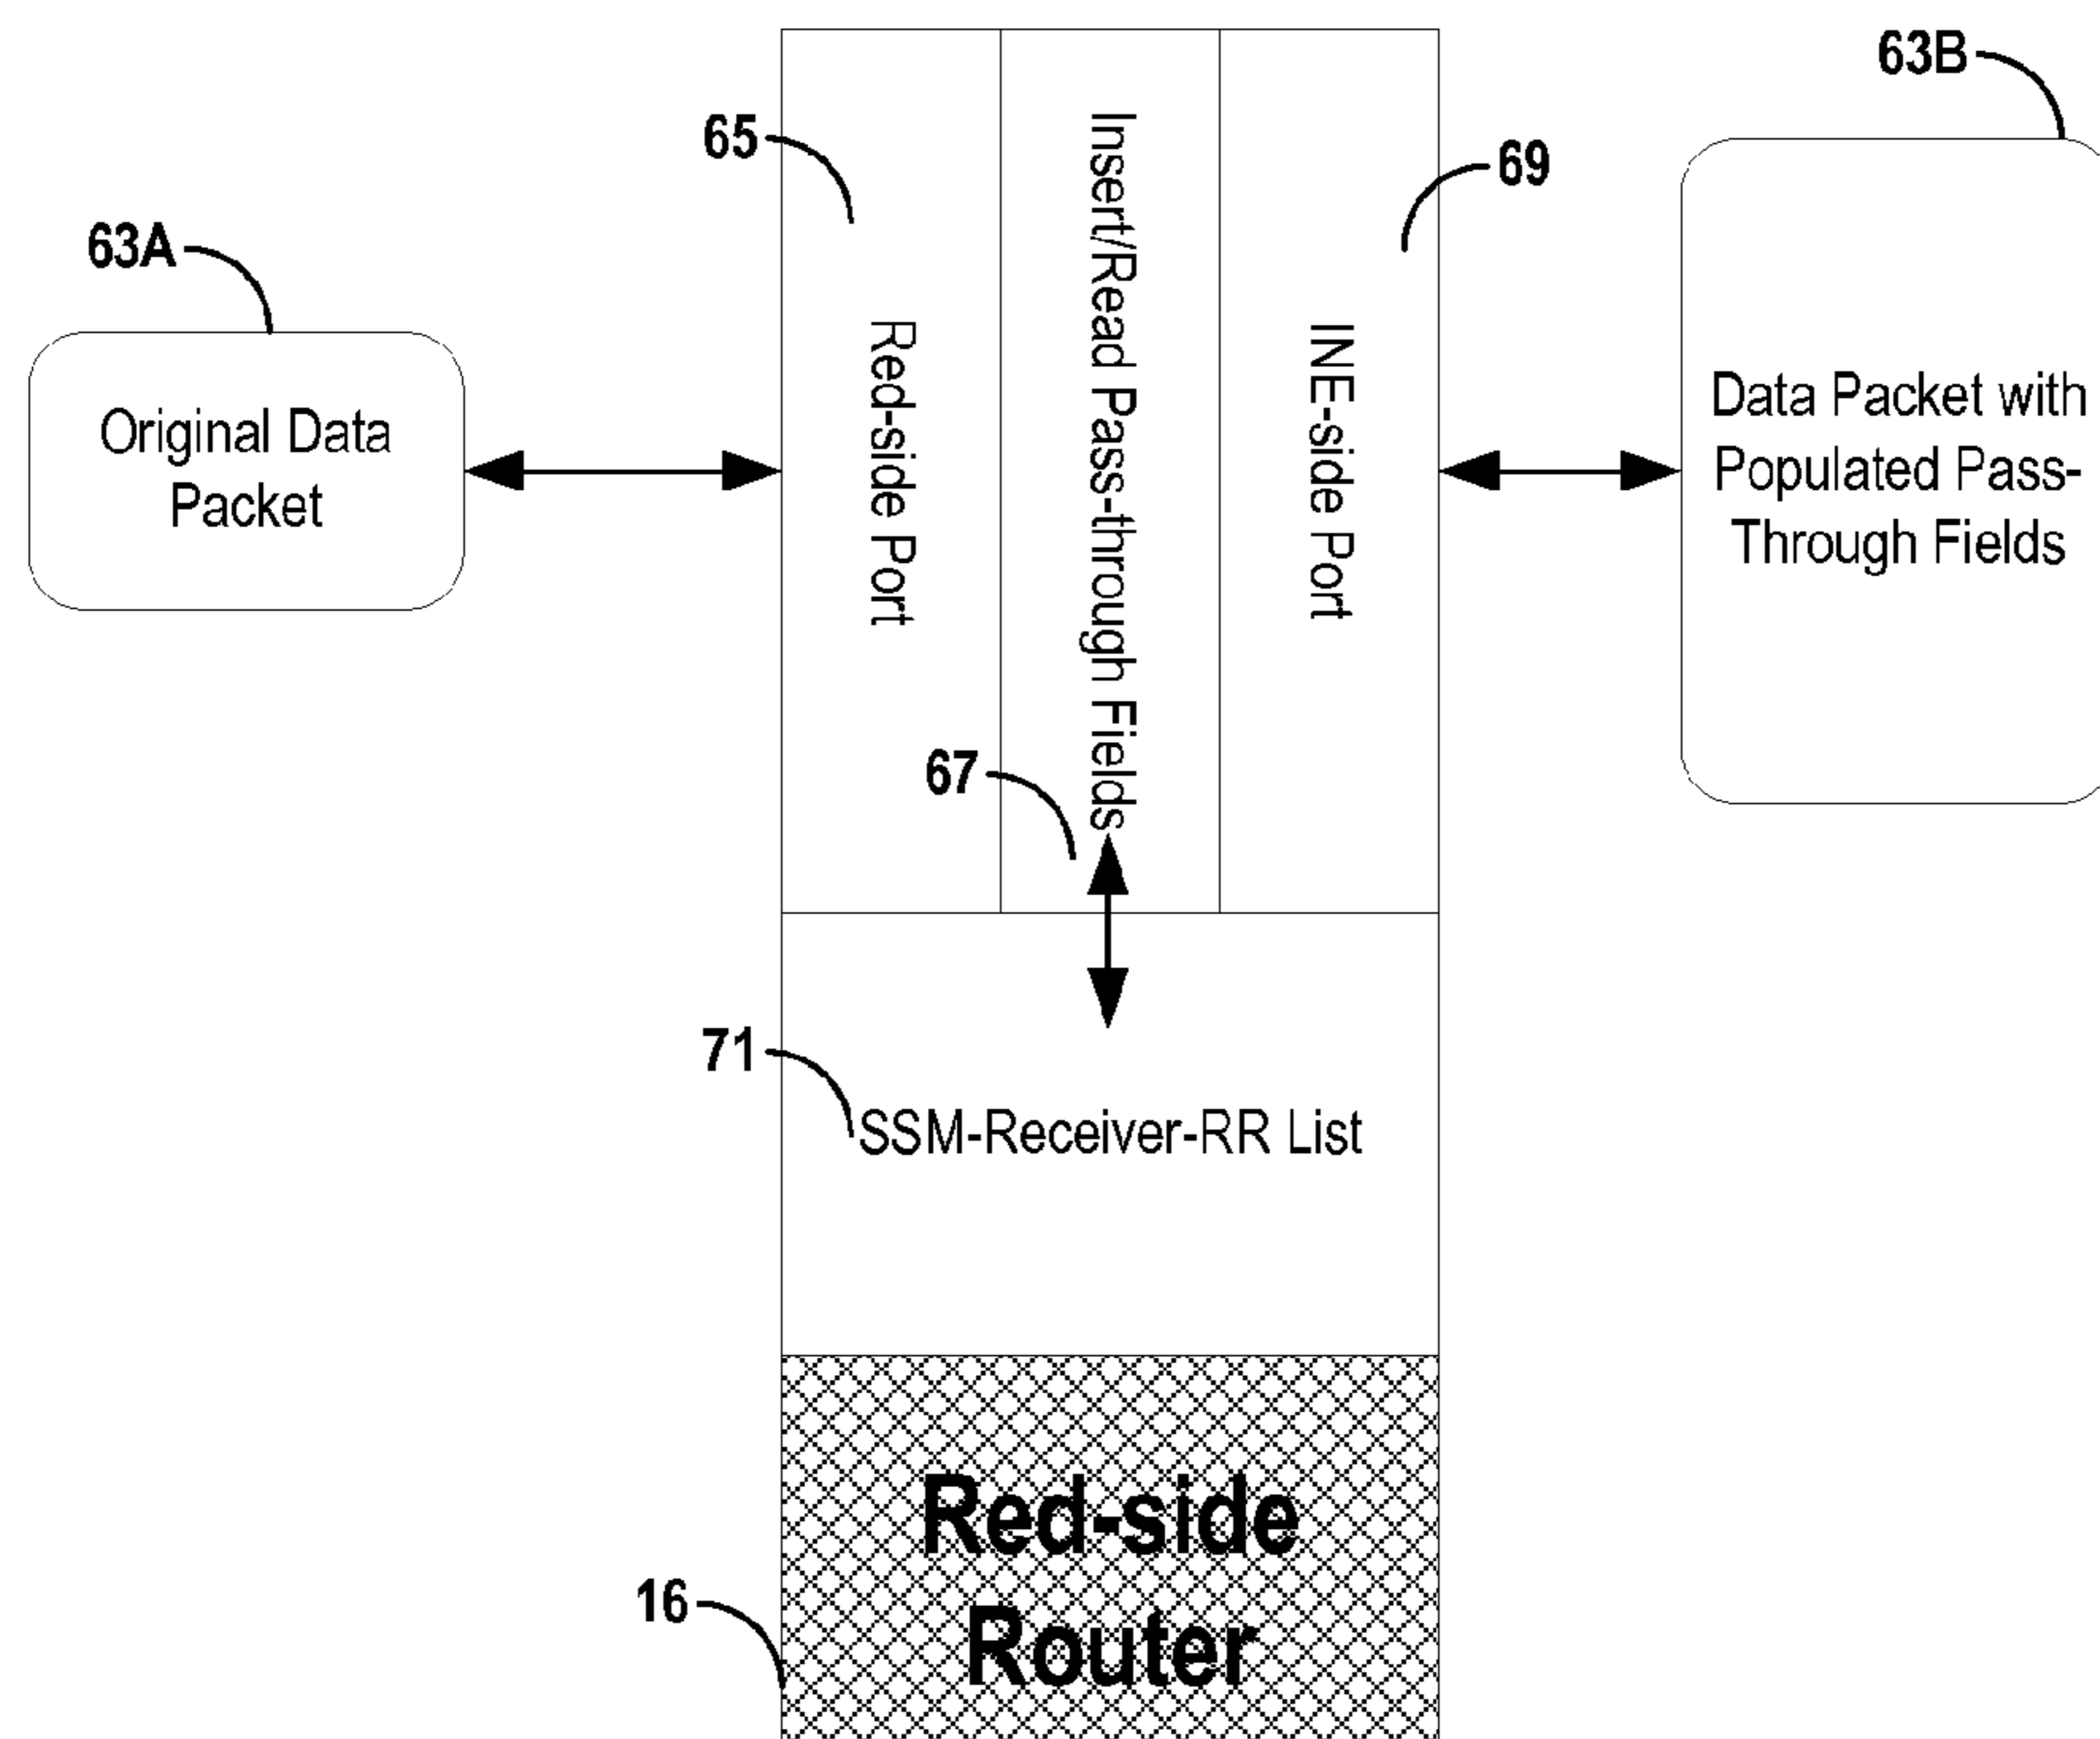 63B
65
69
63A
Original Data
Packet
Red-side Port
Insert/Read Pass-through Fields
INE-side Port
Data Packet with
Populated Pass-
Through Fields
67
71
SSM-Receiver-RR List
Red-side
Router
16